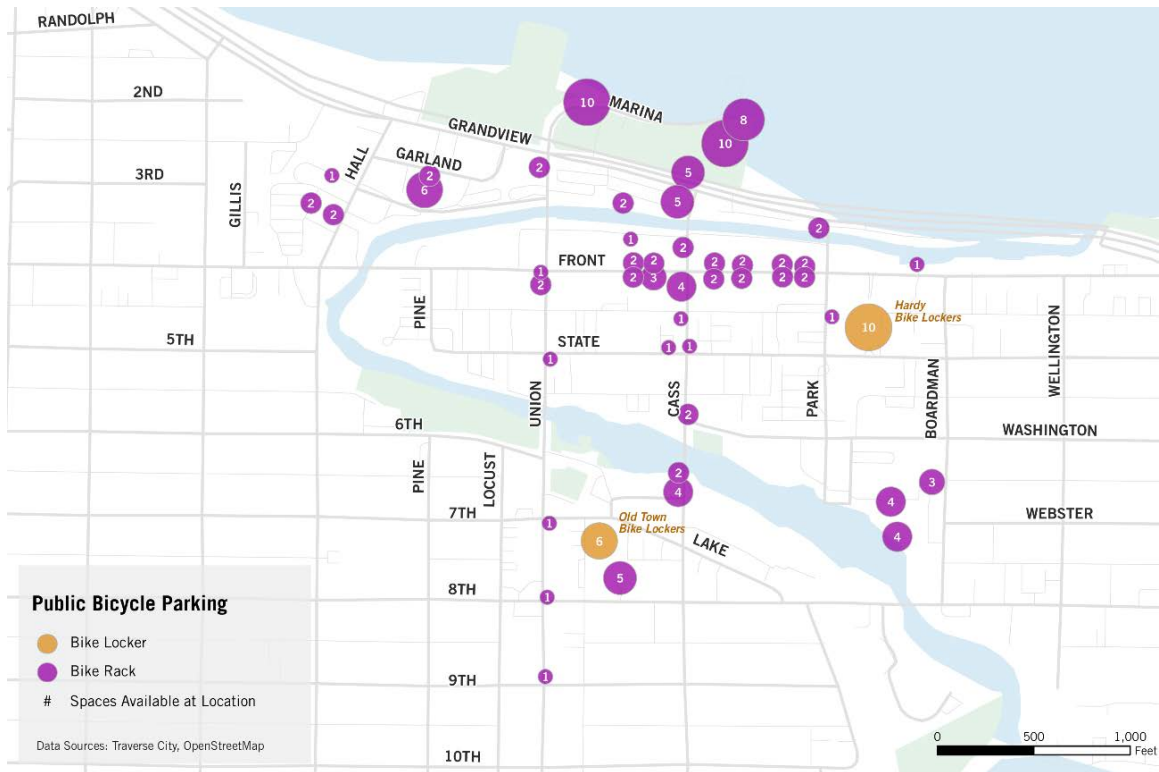 RANDOLPH
2ND
10
MARINA
8
GRANDVIEW
10
GARLAND
HALL
2
5
3RD
1
2
6
GILLIS
2
2
2
5
2
1
2
FRONT
2
2
2
2
2
2
1
1
2
2
3
4
2
2
2
2
PINE
1
1
10
Hardy
Bike Lockers
5TH
STATE
1
1
1
WELLINGTON
UNION
CASS
PARK
BOARDMAN
2
6TH
WASHINGTON
PINE
LOCUST
2
4
3
4
7TH
1
Old Town
Bike Lockers
WEBSTER
6
LAKE
4
5
8TH
1
9TH
1
10TH
Public Bicycle Parking
Bike Locker
Bike Rack
# Spaces Available at Location
Data Sources: Traverse City, OpenStreetMap
0 500 1,000
Feet